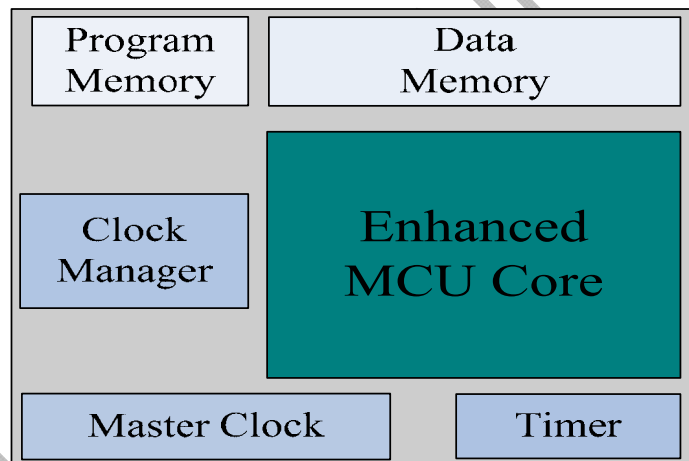 Program
Memory
Data
Memory
Clock
Manager
Enhanced
MCU Core
Master Clock
Timer